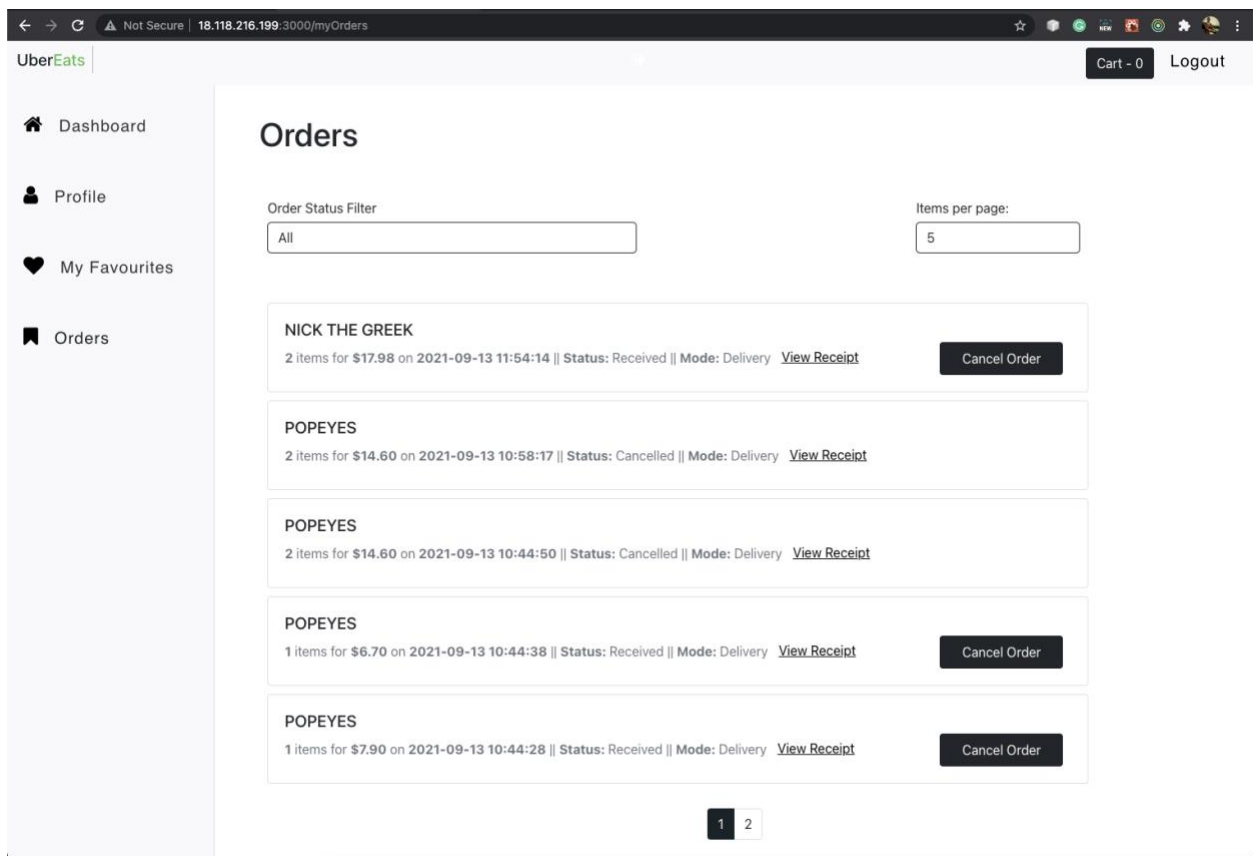 Not Secure | 18.118.216.199:3000/myOrders
NEW
UberEats
Cart - 0
Logout
Dashboard
Profile
My Favourites
Orders
Orders
Order Status Filter
All
Items per page:
5
NICK THE GREEK
2 items for $17.98 on 2021-09-13 11:54:14 || Status: Received || Mode: Delivery View Receipt
Cancel Order
POPEYES
2 items for $14.60 on 2021-09-13 10:58:17 || Status: Cancelled || Mode: Delivery View Receipt
POPEYES
2 items for $14.60 on 2021-09-13 10:44:50 || Status: Cancelled || Mode: Delivery View Receipt
POPEYES
1 items for $6.70 on 2021-09-13 10:44:38 || Status: Received || Mode: Delivery View Receipt
Cancel Order
POPEYES
1 items for $7.90 on 2021-09-13 10:44:28 || Status: Received || Mode: Delivery View Receipt
Cancel Order
1 2